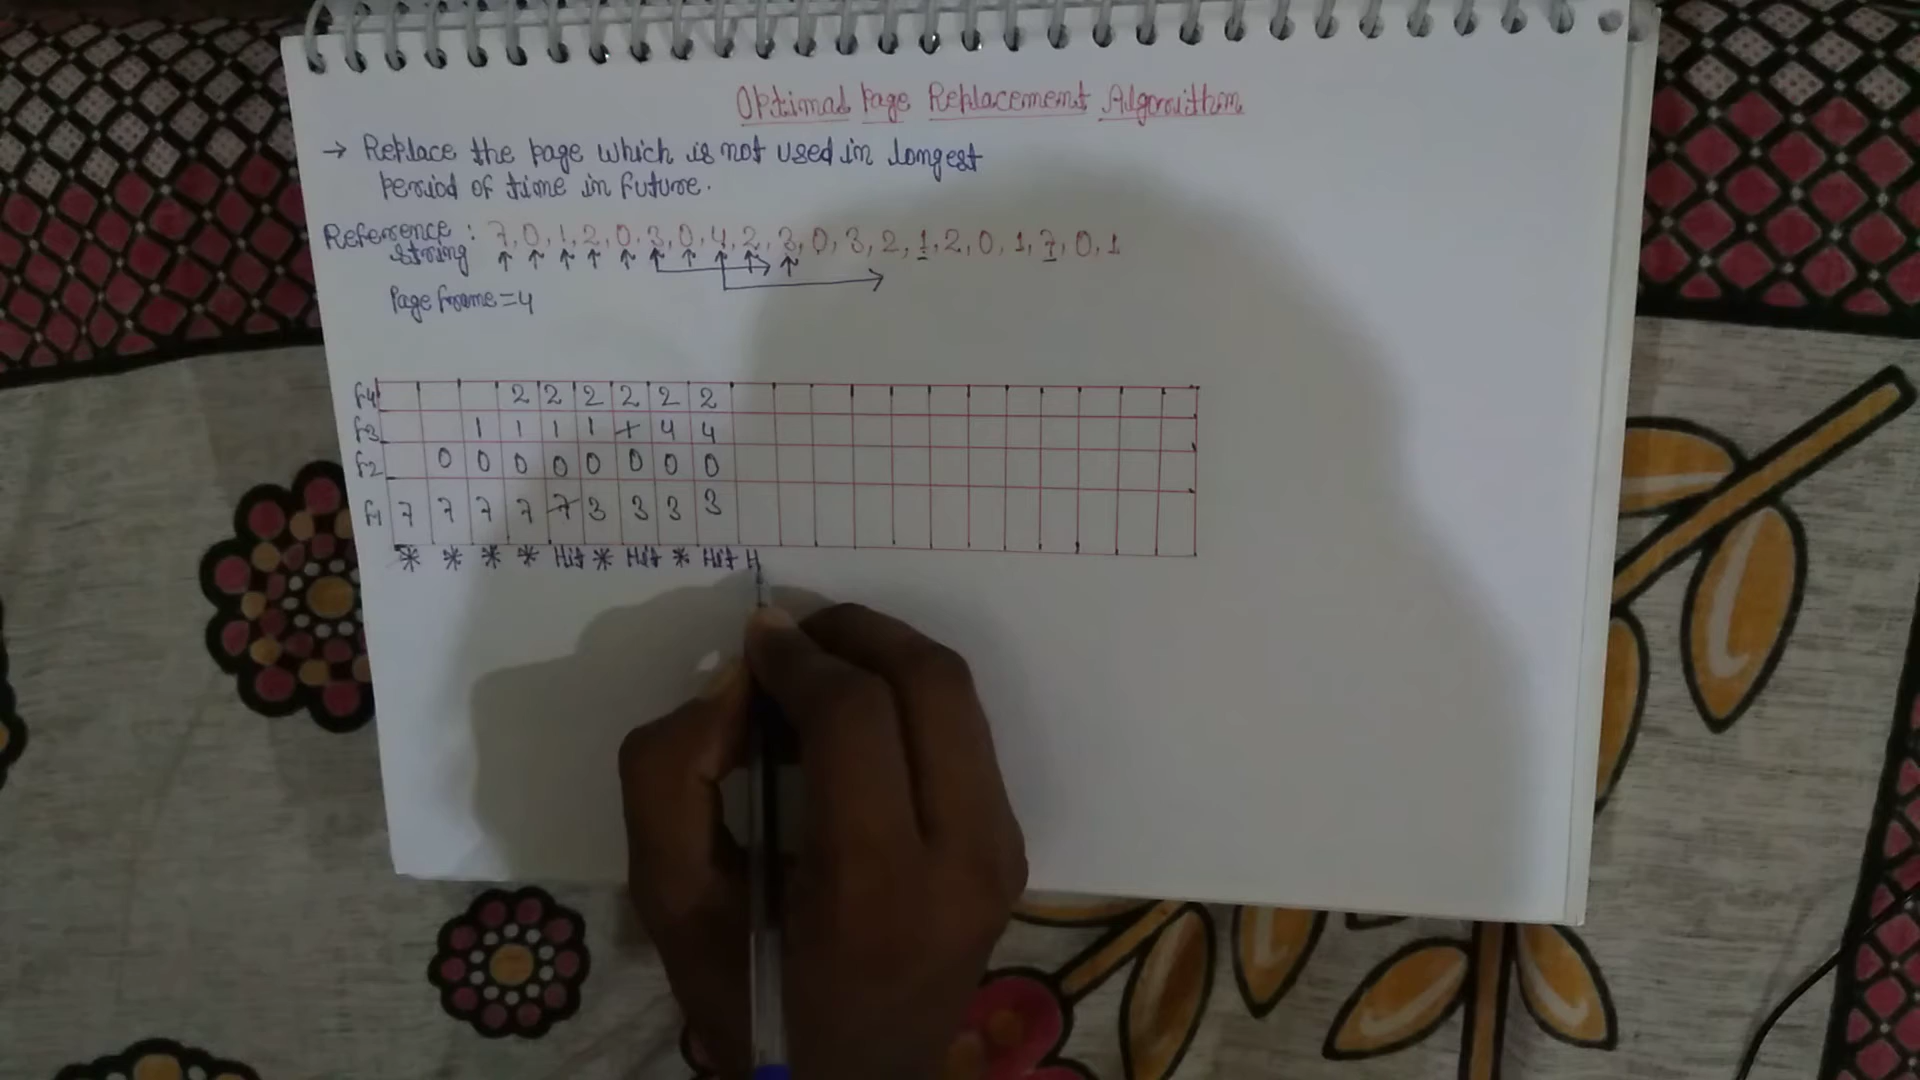 Optimal Page Replacement Algorithm
→ Replace the page which is not used in longest
period of time in future.
Reference : 7, 0, 1, 2, 0, 3, 0, 4, 2, 3, 0, 3, 2, 1, 2, 0, 1, 7, 0, 1
string ↑ ↑ ↑ ↑ ↑ ↑ ↑ ↑ ↑ ↑
Page frame = 4
f4 2 2 2 2 2 2
f3 1 1 1 1 1 4 4
f2 0 0 0 0 0 0 0 0
f1 7 7 7 7 7 3 3 3 3
* * * * Hit * Hit * Hit H